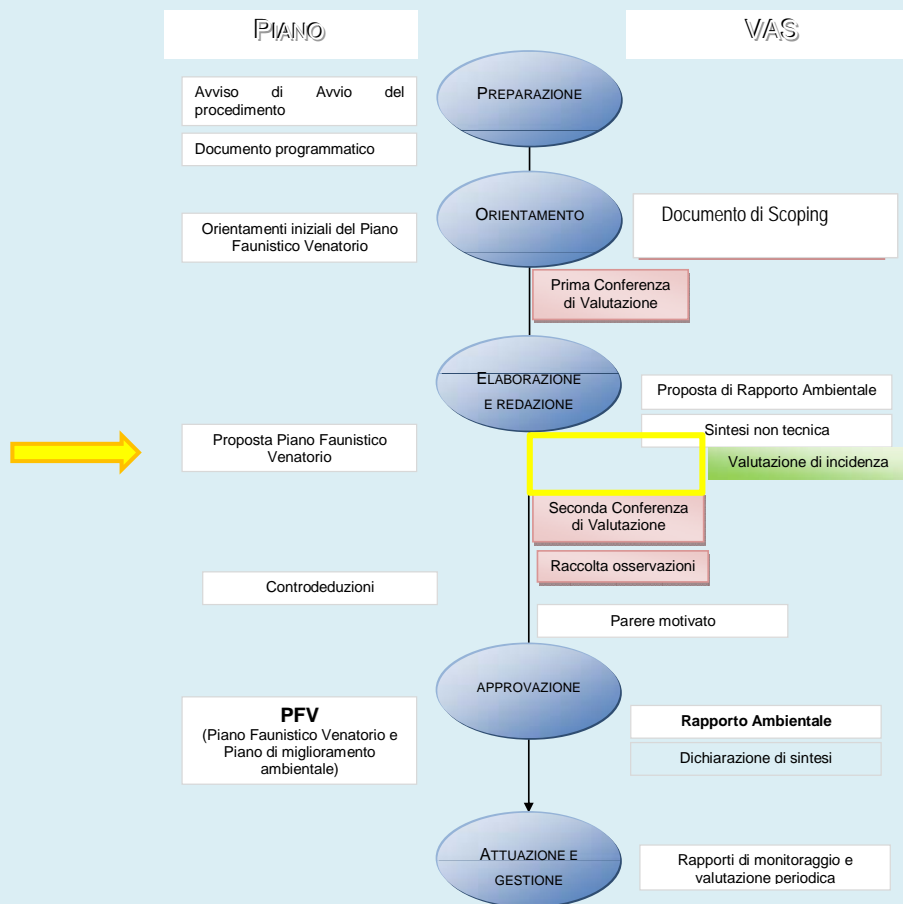 PIANO
VAS
PREPARAZIONE
Avviso di Avvio del
procedimento
Documento programmatico
ORIENTAMENTO
Documento di Scoping
Orientamenti iniziali del Piano
Faunistico Venatorio
Prima Conferenza
di Valutazione
ELABORAZIONE
E REDAZIONE
Proposta di Rapporto Ambientale
Sintesi non tecnica
Proposta Piano Faunistico
Venatorio
Valutazione di incidenza
Seconda Conferenza
di Valutazione
Raccolta osservazioni
Controdeduzioni
Parere motivato
APPROVAZIONE
PFV
(Piano Faunistico Venatorio e
Piano di miglioramento
ambientale)
Rapporto Ambientale
Dichiarazione di sintesi
ATTUAZIONE E
GESTIONE
Rapporti di monitoraggio e
valutazione periodica